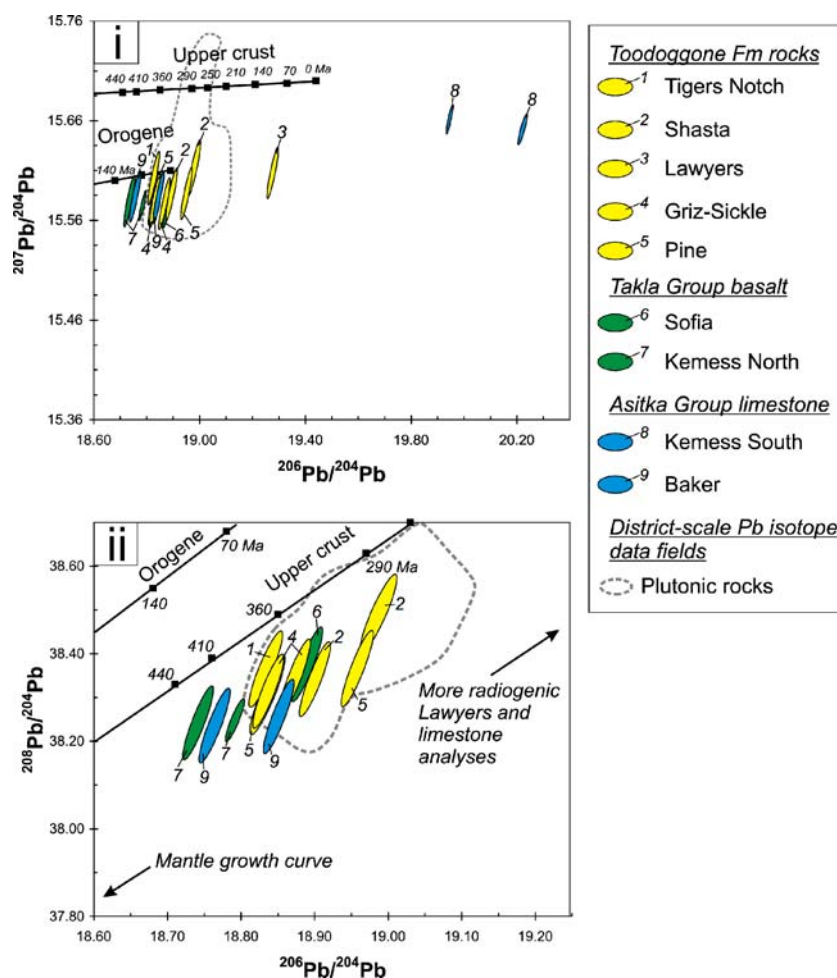 i
15.76
15.66
15.56
15.46
15.36
207Pb/204Pb
Upper crust
440 410 360 290 250 210 140 70 0 Ma
Orogene
140 Ma
9 1 5 2 2 3 8 8
7 4 9 4 6 5
18.60 19.00 19.40 19.80 20.20
206Pb/204Pb
ii
38.60
38.40
38.20
38.00
37.80
208Pb/204Pb
Orogene
70 Ma
140
Upper crust
290 Ma
360
410
440
1 4 6 2 2
7 9 7 5 9 5
More radiogenic
Lawyers and
limestone
analyses
Mantle growth curve
18.60 18.70 18.80 18.90 19.00 19.10 19.20
206Pb/204Pb
Toodoggone Fm rocks
1 Tigers Notch
2 Shasta
3 Lawyers
4 Griz-Sickle
5 Pine
Takla Group basalt
6 Sofia
7 Kemess North
Asitka Group limestone
8 Kemess South
9 Baker
District-scale Pb isotope
data fields
Plutonic rocks